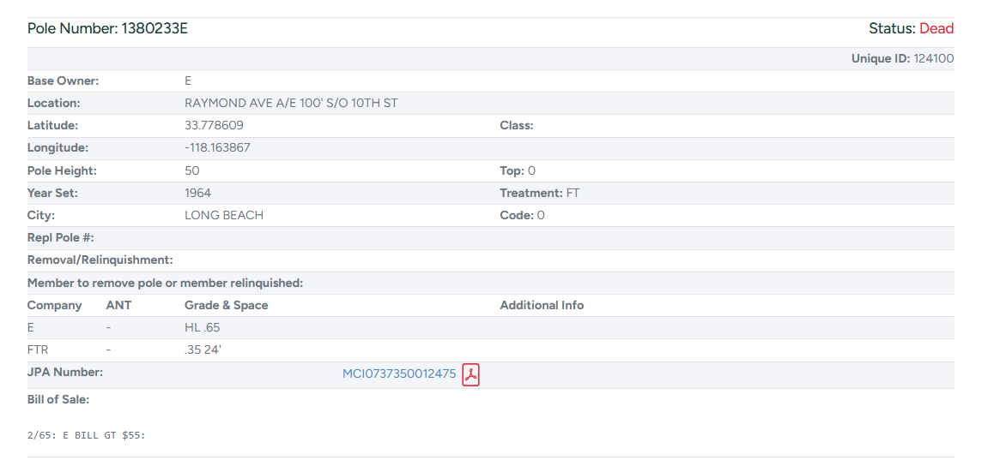 Pole Number: 1380233E Status: Dead
Unique ID: 124100
Base Owner: E
Location: RAYMOND AVE A/E 100' S/O 10TH ST
Latitude: 33.778609 Class:
Longitude: -118.163867
Pole Height: 50 Top: 0
Year Set: 1964 Treatment: FT
City: LONG BEACH Code: 0
Repl Pole #:
Removal/Relinquishment:
Member to remove pole or member relinquished:
Company ANT Grade & Space Additional Info
E - HL .65
FTR - .35 24'
JPA Number: MCI0737350012475
Bill of Sale:
2/65: E BILL GT $55: